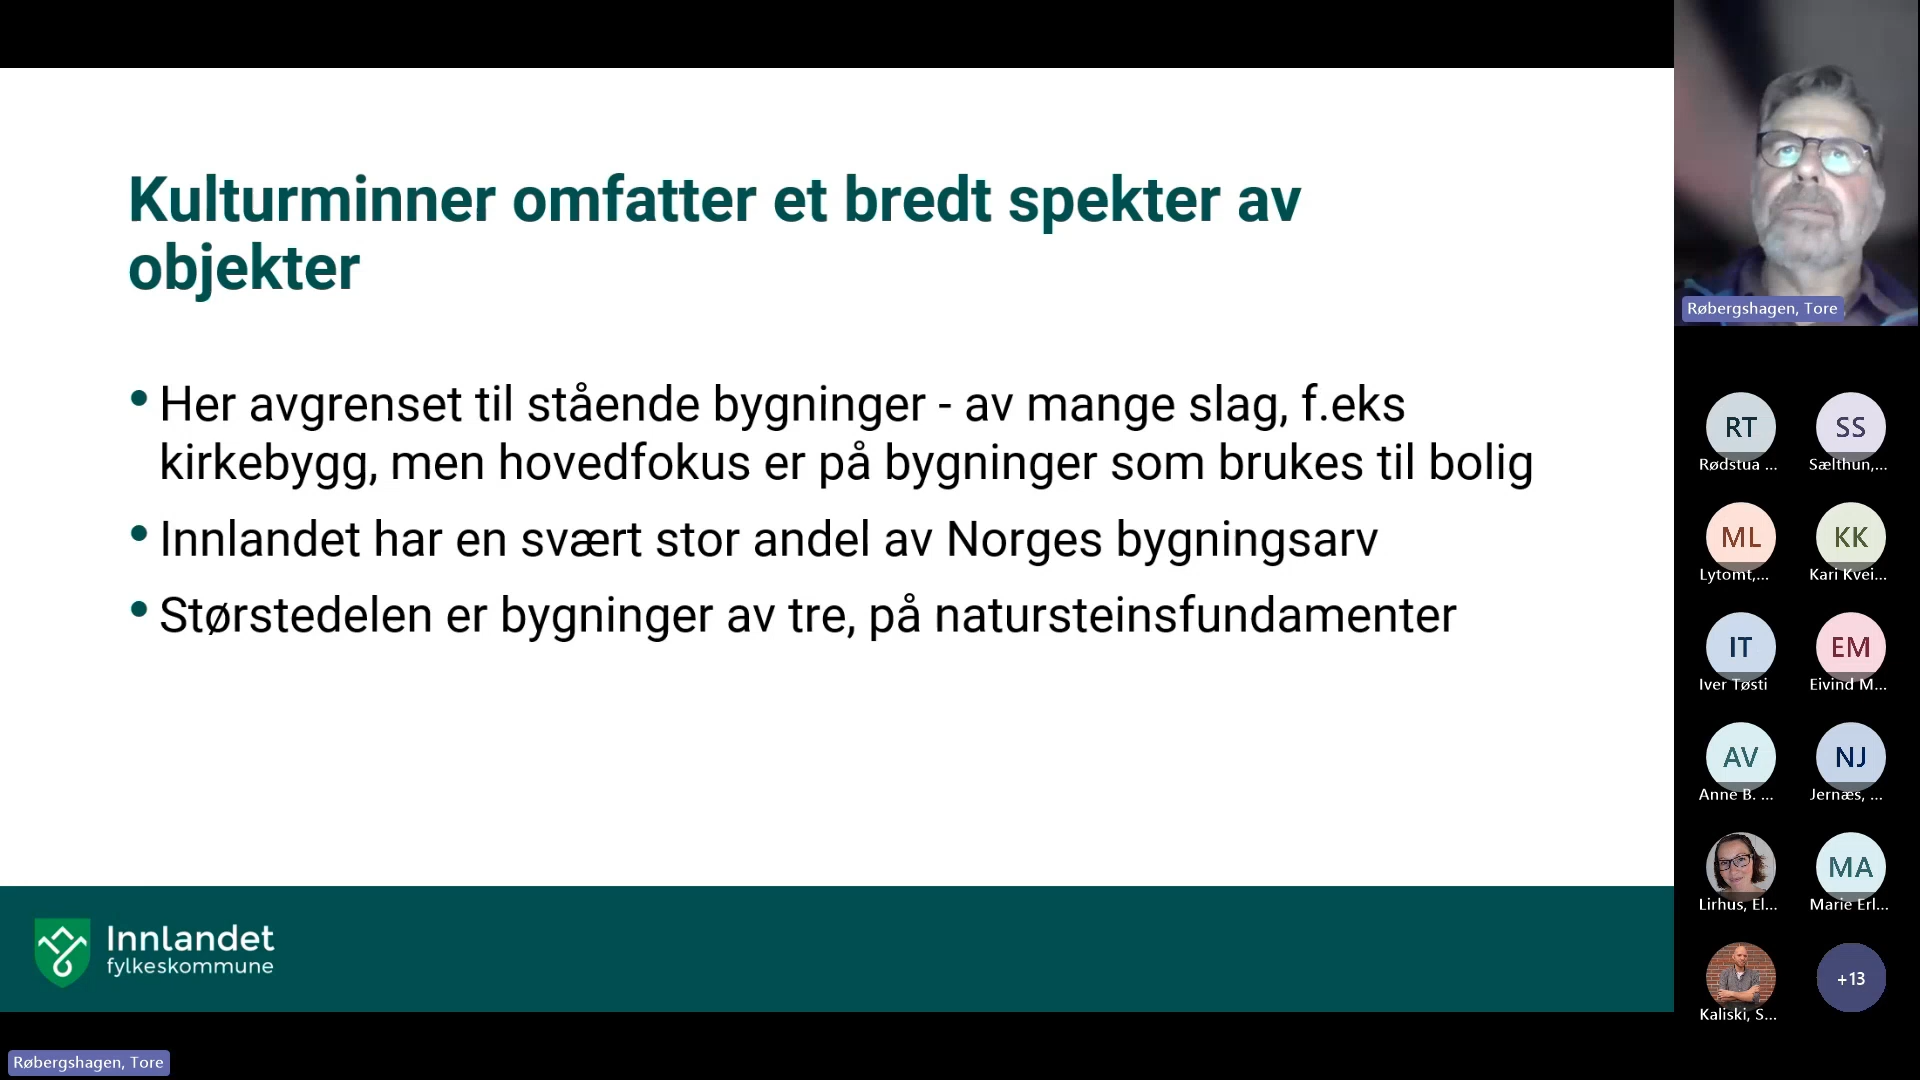 Kulturminner omfatter et bredt spekter av
objekter
• Her avgrenset til stående bygninger - av mange slag, f.eks
kirkebygg, men hovedfokus er på bygninger som brukes til bolig
• Innlandet har en svært stor andel av Norges bygningsarv
• Størstedelen er bygninger av tre, på natursteinsfundamenter
Innlandet
fylkeskommune
Røbergshagen, Tore
Røbergshagen, Tore
RT
SS
Rødstua ...
Sælthun,...
ML
KK
Lytomt,...
Kari Kvei...
IT
EM
Iver Tøsti
Eivind M...
AV
NJ
Anne B. ...
Jernæs, ...
MA
Lirhus, El...
Marie Erl...
+13
Kaliski, S...